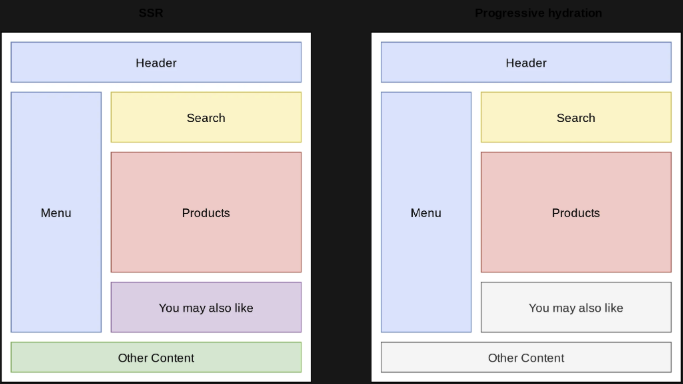 SSR
Header
Menu
Search
Products
You may also like
Other Content
Progressive hydration
Header
Menu
Search
Products
You may also like
Other Content